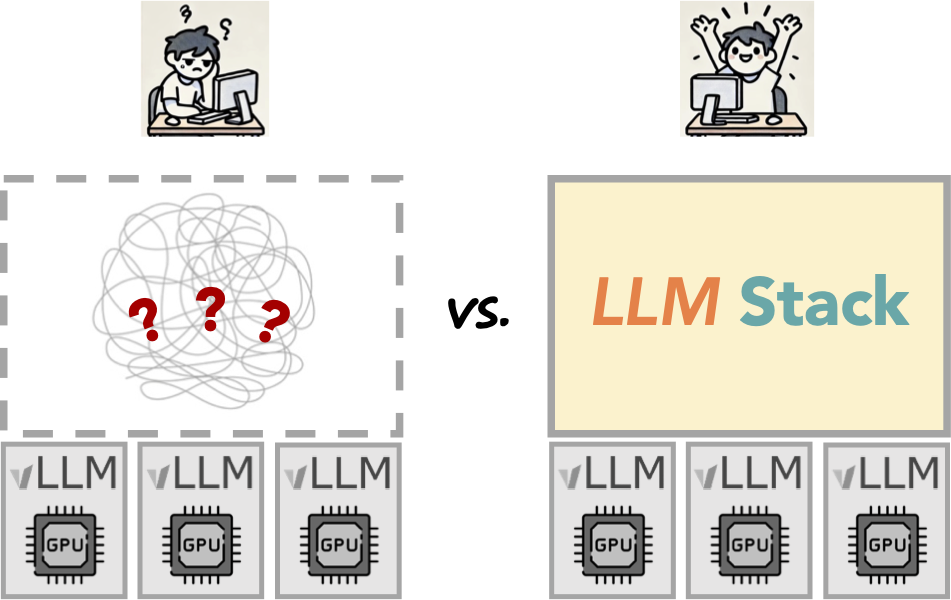 ? ?
? ? ?
vs.
LLM Stack
vLLM vLLM vLLM vLLM vLLM vLLM
GPU GPU GPU GPU GPU GPU